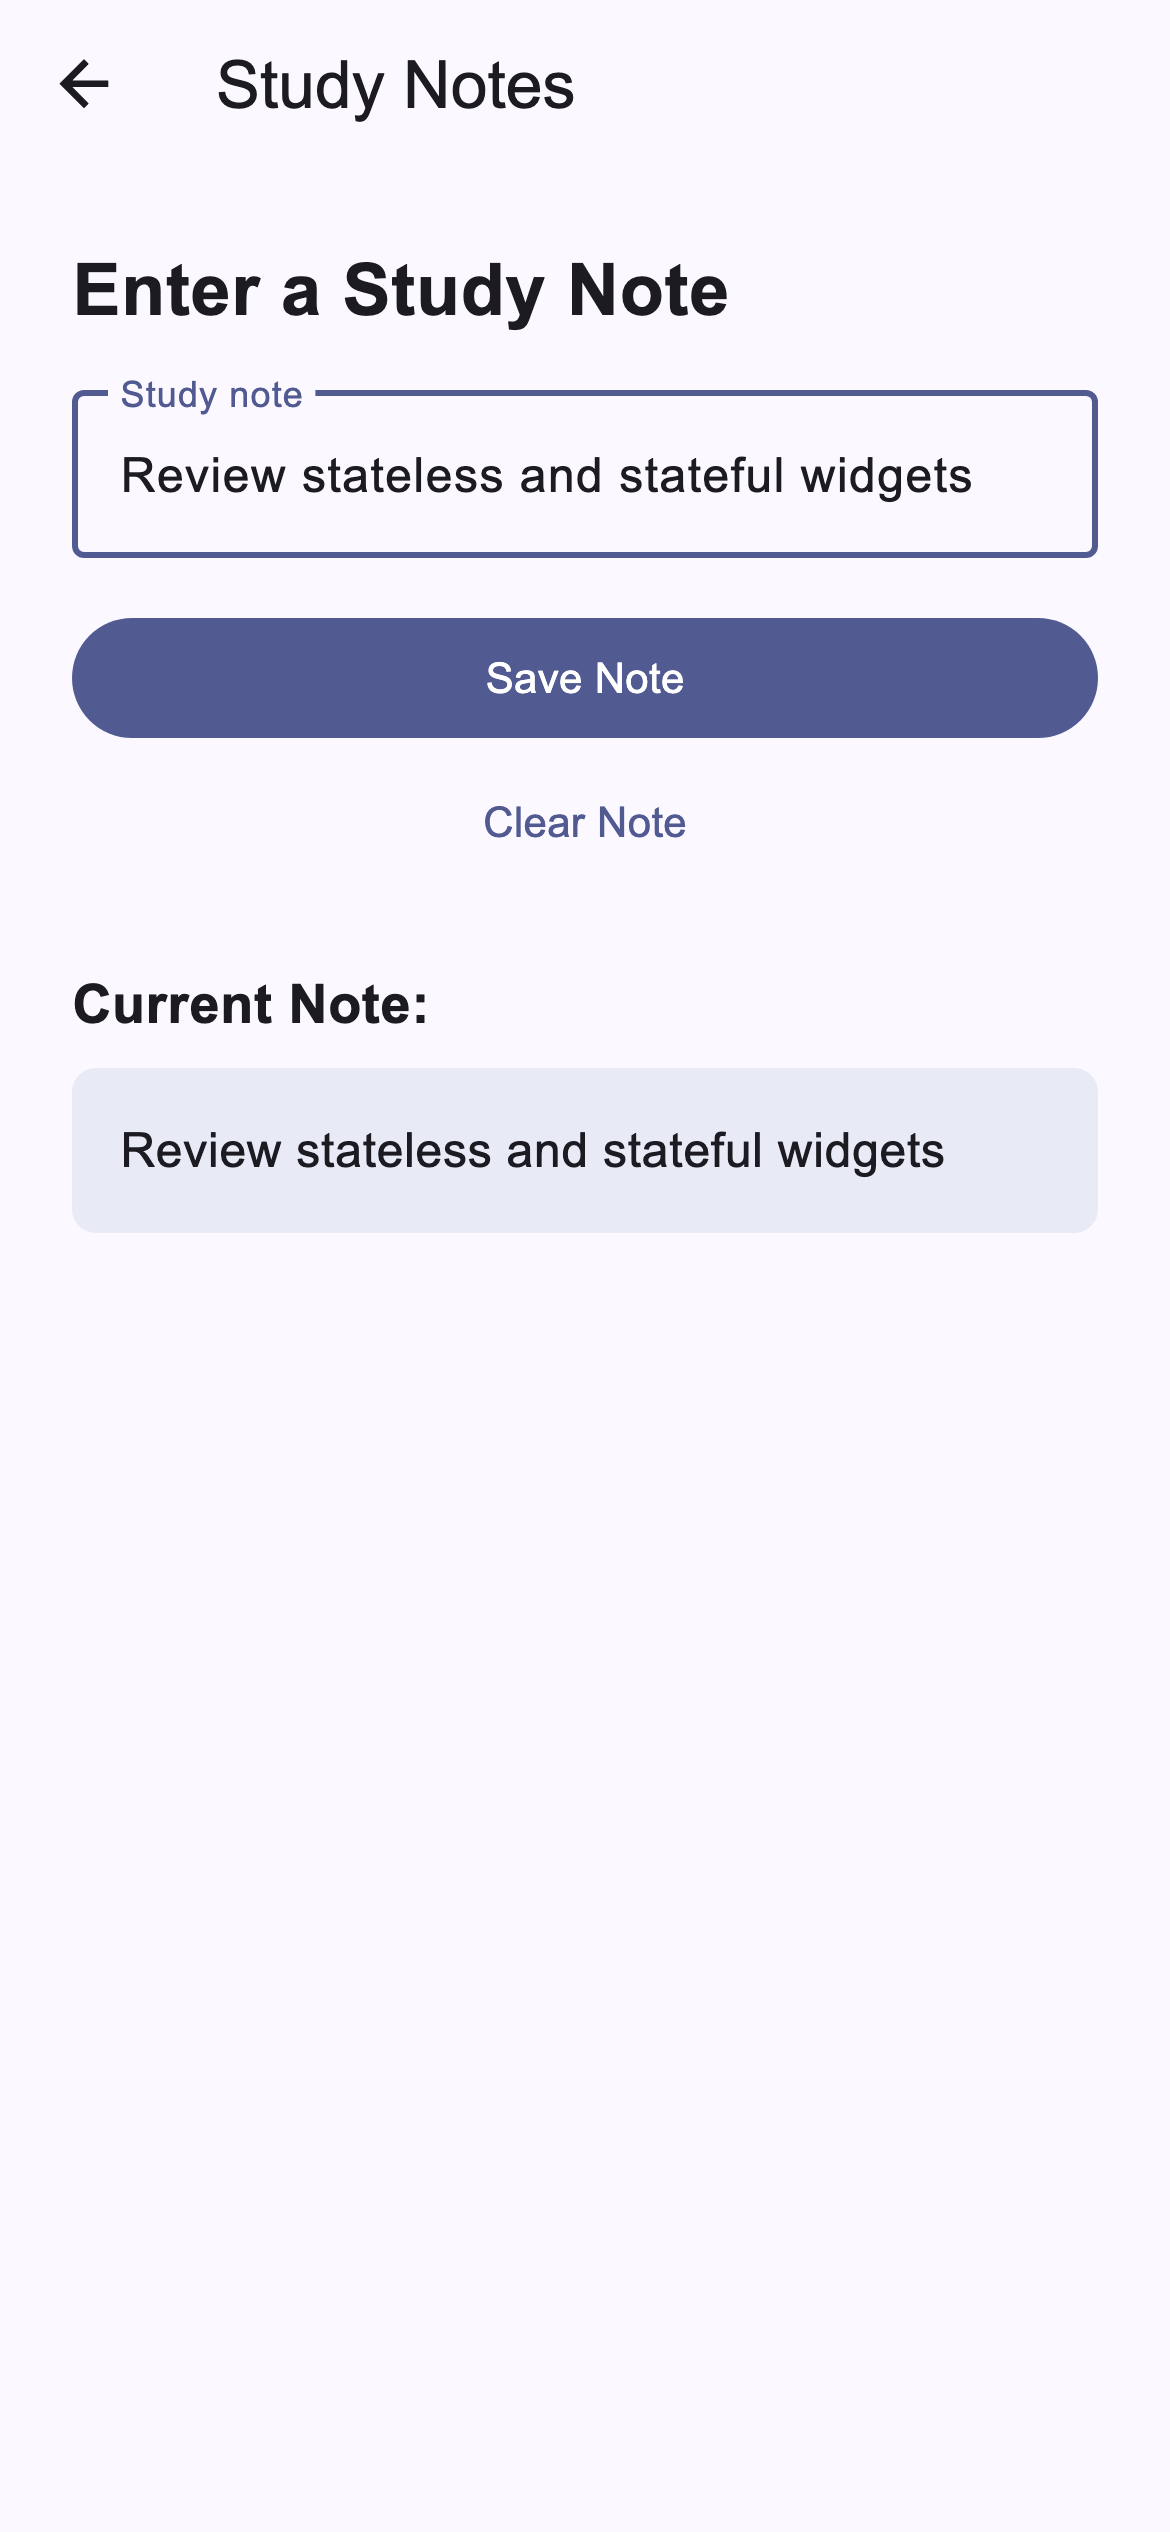 Study Notes
Enter a Study Note
Study note
Review stateless and stateful widgets
Save Note
Clear Note
Current Note:
Review stateless and stateful widgets